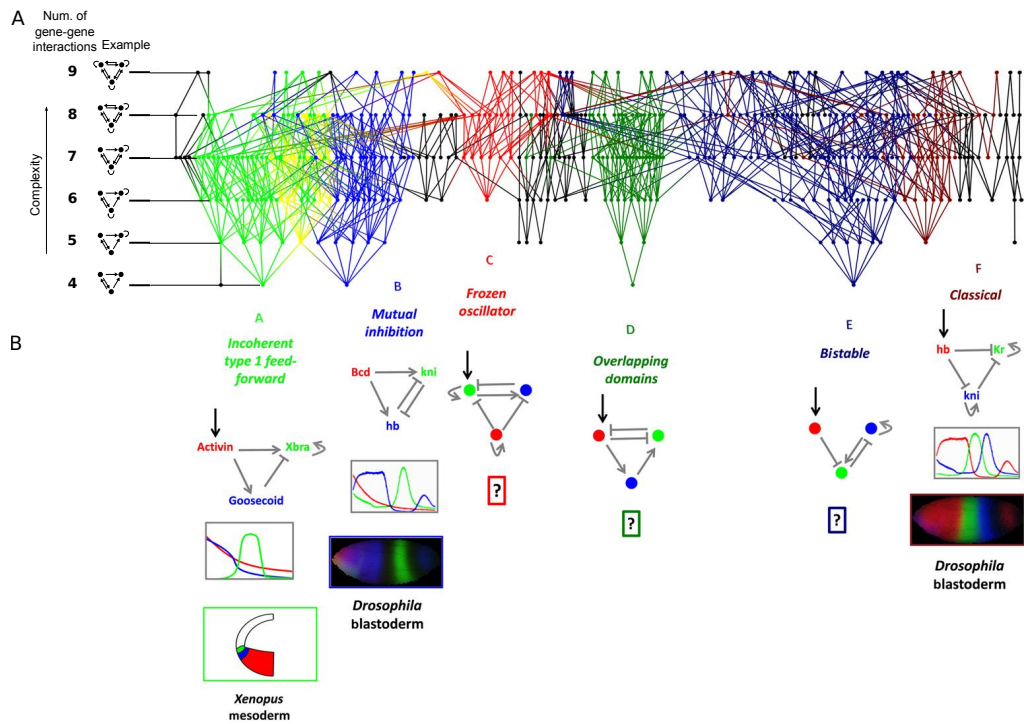 A
Num. of
gene-gene
interactions
Example
9
8
7
6
5
4
Complexity
B
A
Incoherent
type 1 feed-
forward
Activin
Xbra
Goosecoid
Xenopus
mesoderm
B
Mutual
inhibition
Bcd
kni
hb
Drosophila
blastoderm
C
Frozen
oscillator
?
D
Overlapping
domains
?
E
Bistable
?
F
Classical
hb
Kr
kni
Drosophila
blastoderm